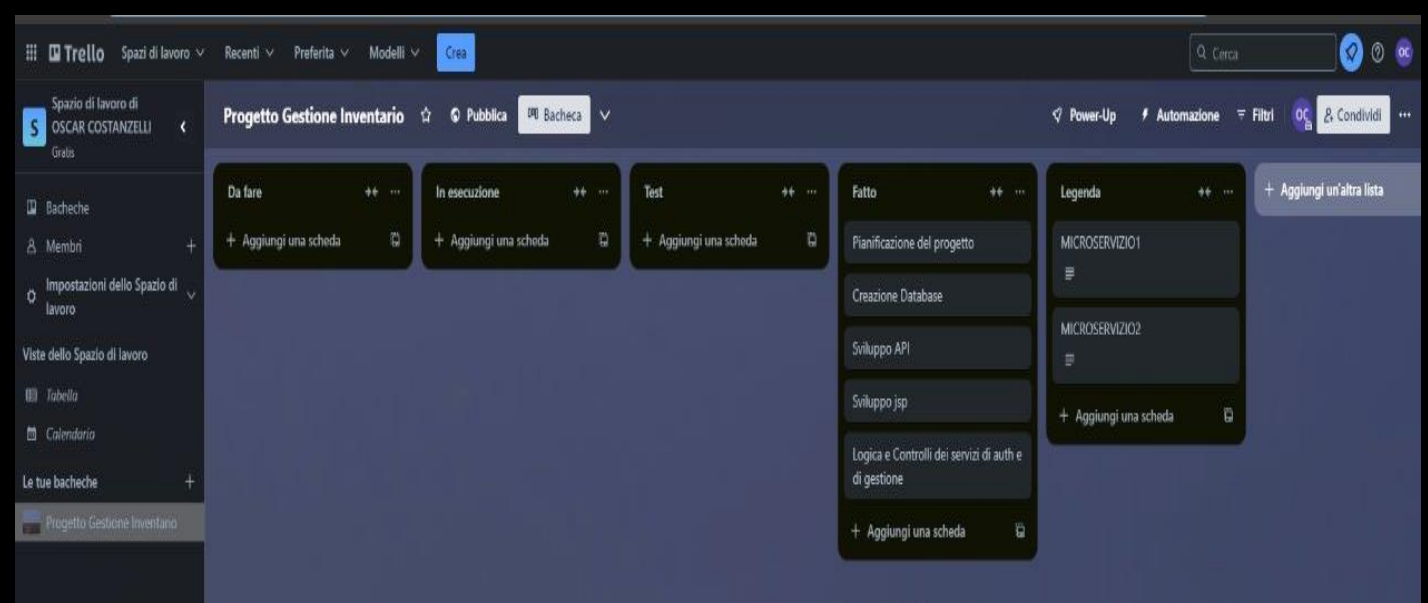 Trello Spazi di lavoro Recenti Preferita Modelli Crea Cerca OC
Spazio di lavoro di
S OSCAR COSTANZELLI
Gratis
Progetto Gestione Inventario Pubblica Bacheca Power-Up Automazione Filtri OC Condividi
Bacheche
Membri
Impostazioni dello Spazio di
lavoro
Viste dello Spazio di lavoro
Tabella
Calendario
Le tue bacheche
Progetto Gestione Inventario
Da fare
+ Aggiungi una scheda
In esecuzione
+ Aggiungi una scheda
Test
+ Aggiungi una scheda
Fatto
Pianificazione del progetto
Creazione Database
Sviluppo API
Sviluppo jsp
Logica e Controlli dei servizi di auth e
di gestione
+ Aggiungi una scheda
Legenda
MICROSERVIZIO1
MICROSERVIZIO2
+ Aggiungi una scheda
+ Aggiungi un'altra lista